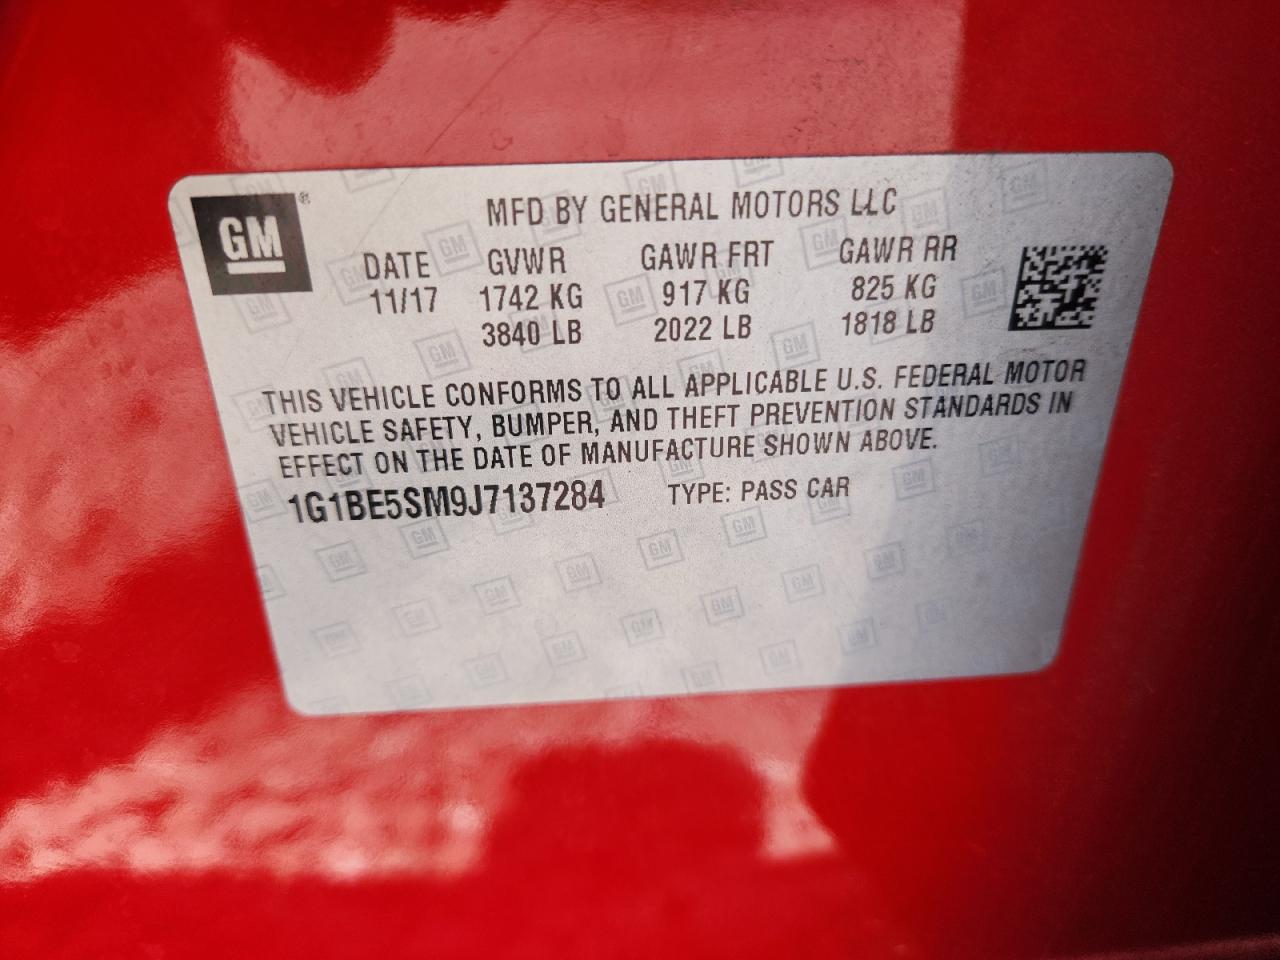 GM®
MFD BY GENERAL MOTORS LLC
DATE GVWR GAWR FRT GAWR RR
11/17 1742 KG 917 KG 825 KG
3840 LB 2022 LB 1818 LB
THIS VEHICLE CONFORMS TO ALL APPLICABLE U.S. FEDERAL MOTOR
VEHICLE SAFETY, BUMPER, AND THEFT PREVENTION STANDARDS IN
EFFECT ON THE DATE OF MANUFACTURE SHOWN ABOVE.
1G1BE5SM9J7137284 TYPE: PASS CAR